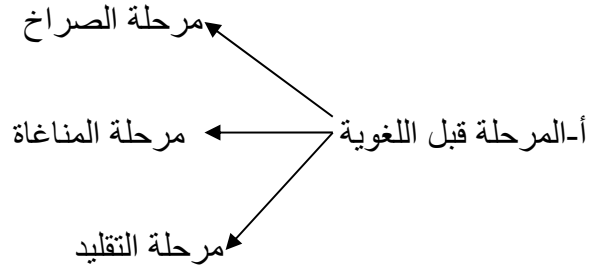 مرحلة الصراخ
أ-المرحلة قبل اللغوية
مرحلة المناغاة
مرحلة التقليد